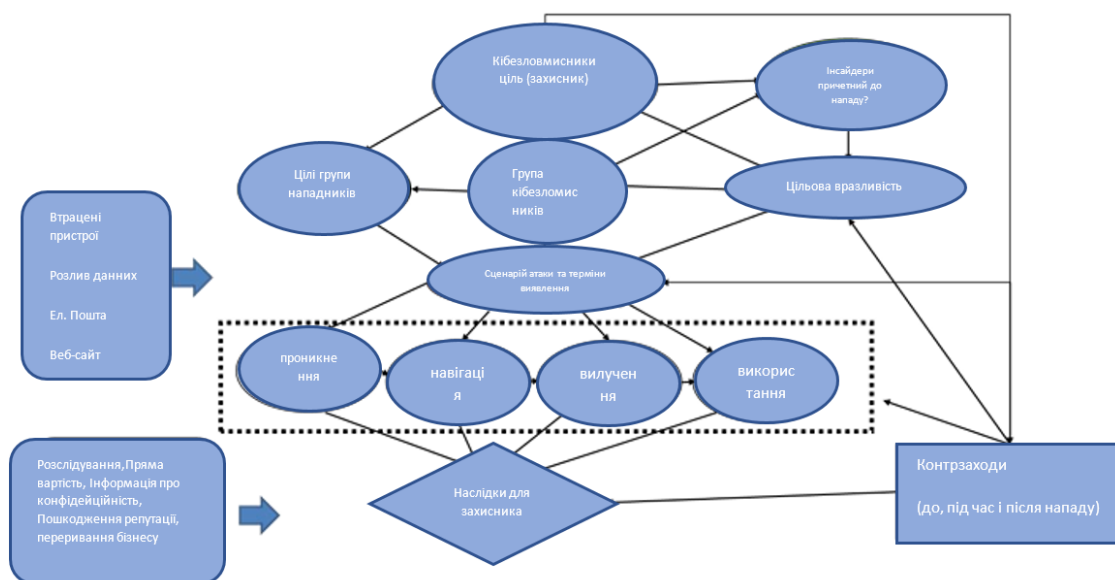 Кібезловмисники
ціль (захисник)
Інсайдери
причетний до
нападу?
Цілі групи
нападників
Група
кібезломис
ників
Цільова вразливість
Втрачені
пристрої
Розлив данних
Ел. Пошта
Веб-сайт
Сценарій атаки та терміни
виявлення
проникне
ення
навігаці
я
вилучен
ня
викорис
тання
Розслідування,Пряма
вартість, Інформація про
конфідейційність,
Пошкодження репутації,
переривання бізнесу
Наслідки для
захисника
Контрзаходи
(до, під час і після нападу)